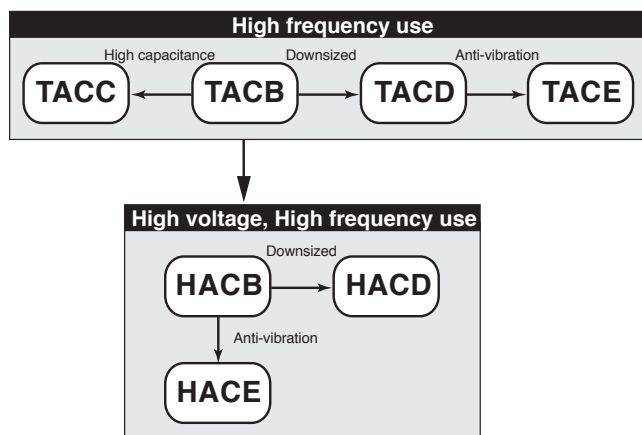 High frequency use
High capacitance
Downsized
Anti-vibration
TACC
TACB
TACD
TACE
High voltage, High frequency use
Downsized
HACB
HACD
Anti-vibration
HACE